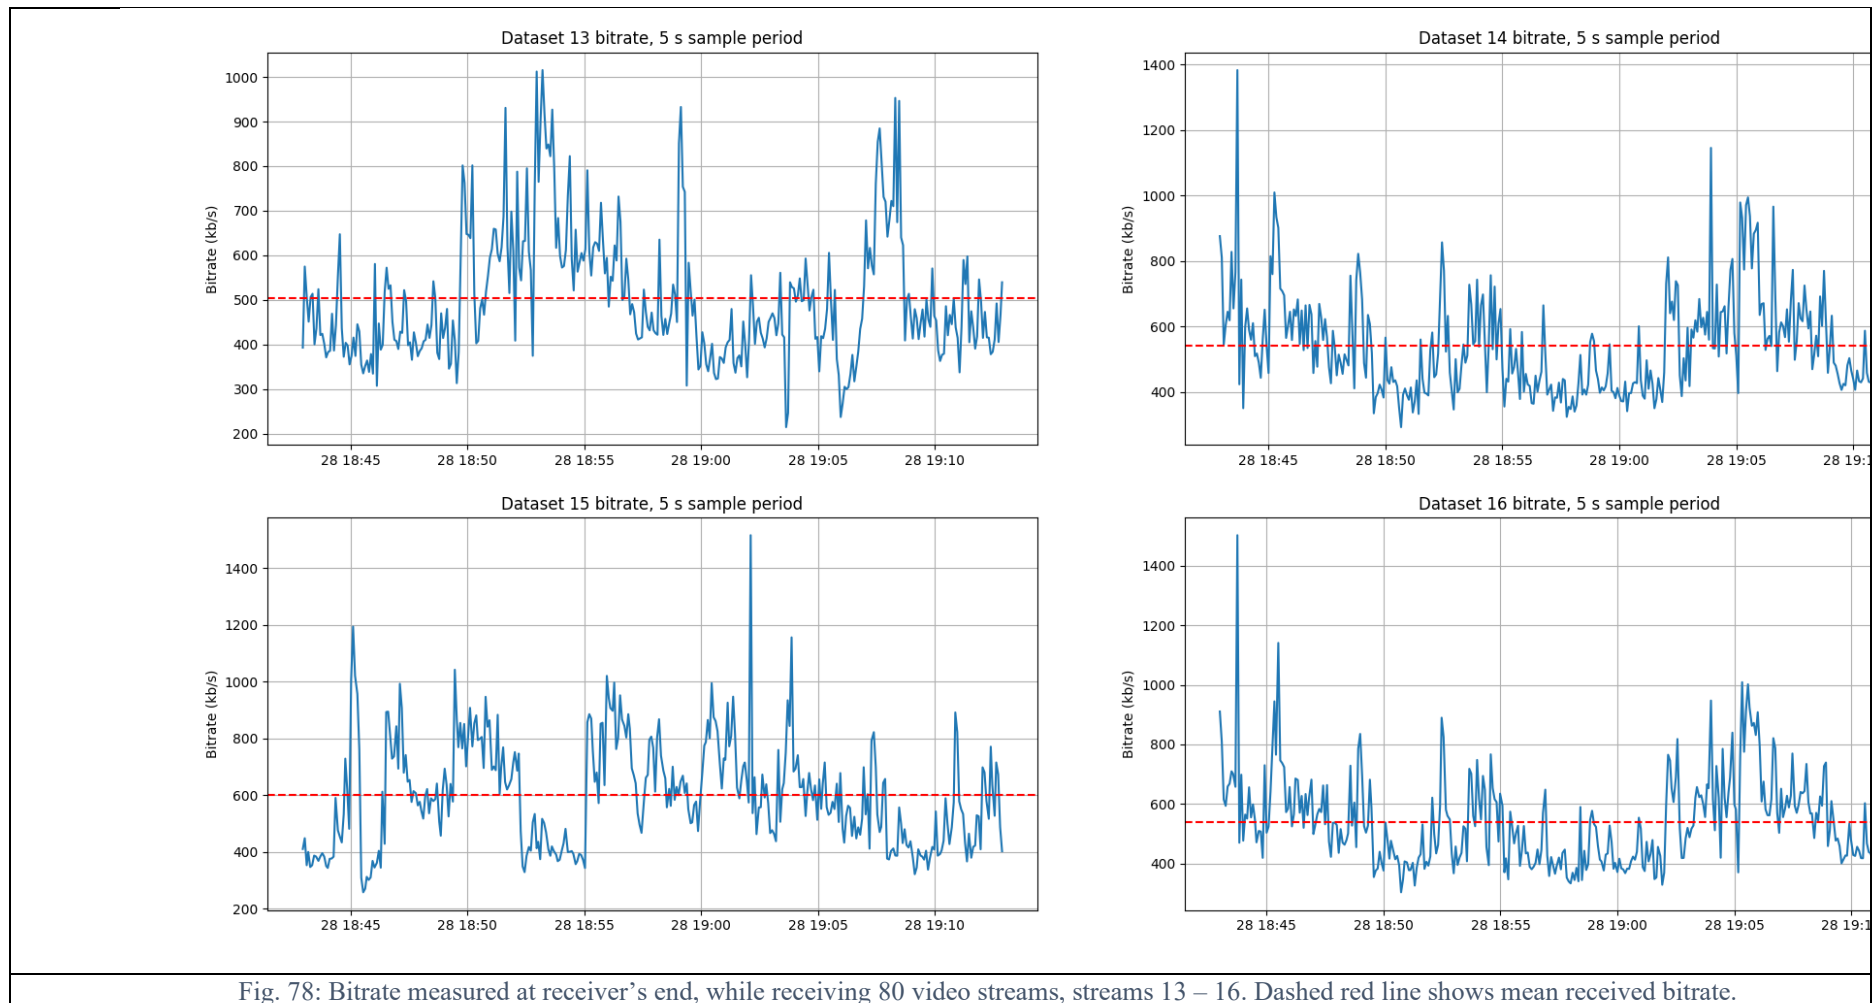 Dataset 13 bitrate, 5 s sample period
Bitrate (kb/s)
1000
900
800
700
600
500
400
300
200
28 18:45 28 18:50 28 18:55 28 19:00 28 19:05 28 19:10
Dataset 14 bitrate, 5 s sample period
Bitrate (kb/s)
1400
1200
1000
800
600
400
28 18:45 28 18:50 28 18:55 28 19:00 28 19:05 28 19:1
Dataset 15 bitrate, 5 s sample period
Bitrate (kb/s)
1400
1200
1000
800
600
400
200
28 18:45 28 18:50 28 18:55 28 19:00 28 19:05 28 19:10
Dataset 16 bitrate, 5 s sample period
Bitrate (kb/s)
1400
1200
1000
800
600
400
28 18:45 28 18:50 28 18:55 28 19:00 28 19:05 28 19:1
Fig. 78: Bitrate measured at receiver’s end, while receiving 80 video streams, streams 13 – 16. Dashed red line shows mean received bitrate.